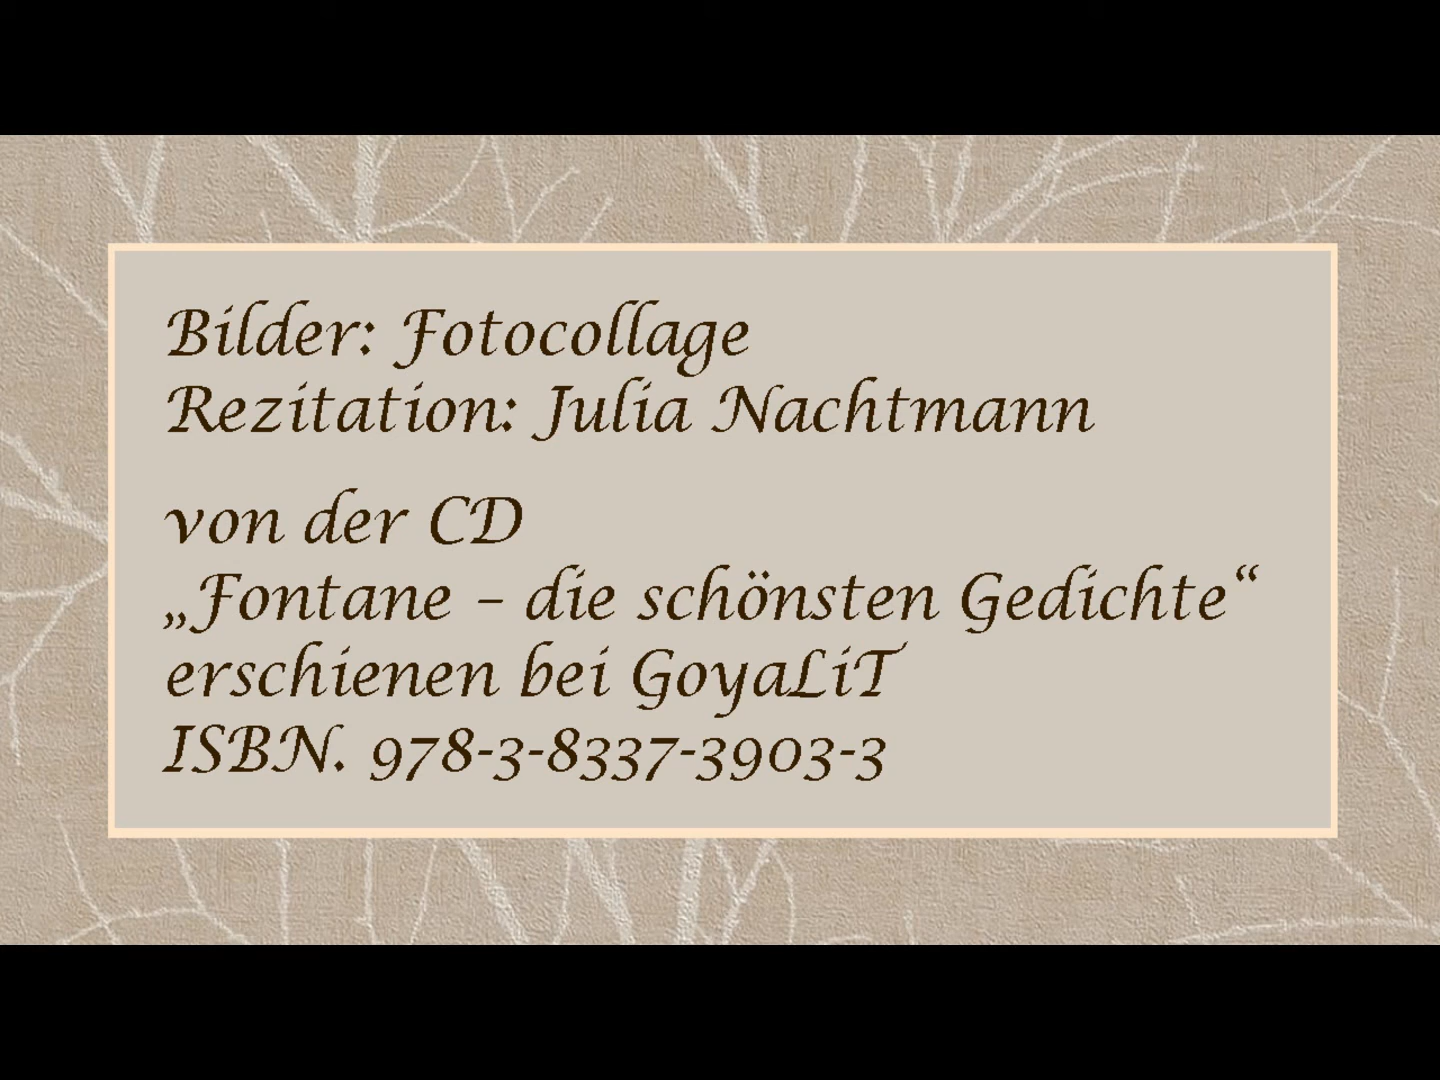 Bilder: Fotocollage
Rezitation: Julia Nachtmann
von der CD
„Fontane – die schönsten Gedichte“
erschienen bei GoyaLiT
ISBN. 978-3-8337-3903-3